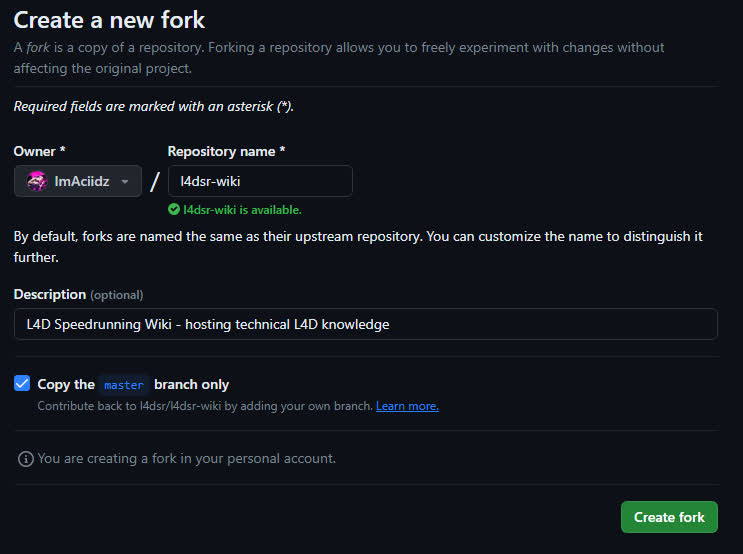 Create a new fork
A fork is a copy of a repository. Forking a repository allows you to freely experiment with changes without
affecting the original project.
Required fields are marked with an asterisk (*).
Owner *
Repository name *
ImAciidz
/
l4dsr-wiki
l4dsr-wiki is available.
By default, forks are named the same as their upstream repository. You can customize the name to distinguish it
further.
Description (optional)
L4D Speedrunning Wiki - hosting technical L4D knowledge
Copy the master branch only
Contribute back to l4dsr/l4dsr-wiki by adding your own branch. Learn more.
You are creating a fork in your personal account.
Create fork